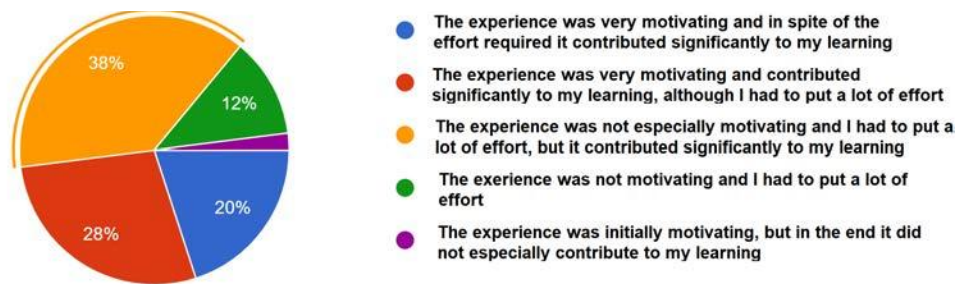 38%
12%
28%
20%
The experience was very motivating and in spite of the
effort required it contributed significantly to my learning
The experience was very motivating and contributed
significantly to my learning, although I had to put a lot of effort
The experience was not especially motivating and I had to put a
lot of effort, but it contributed significantly to my learning
The exerience was not motivating and I had to put a lot of
effort
The experience was initially motivating, but in the end it did
not especially contribute to my learning